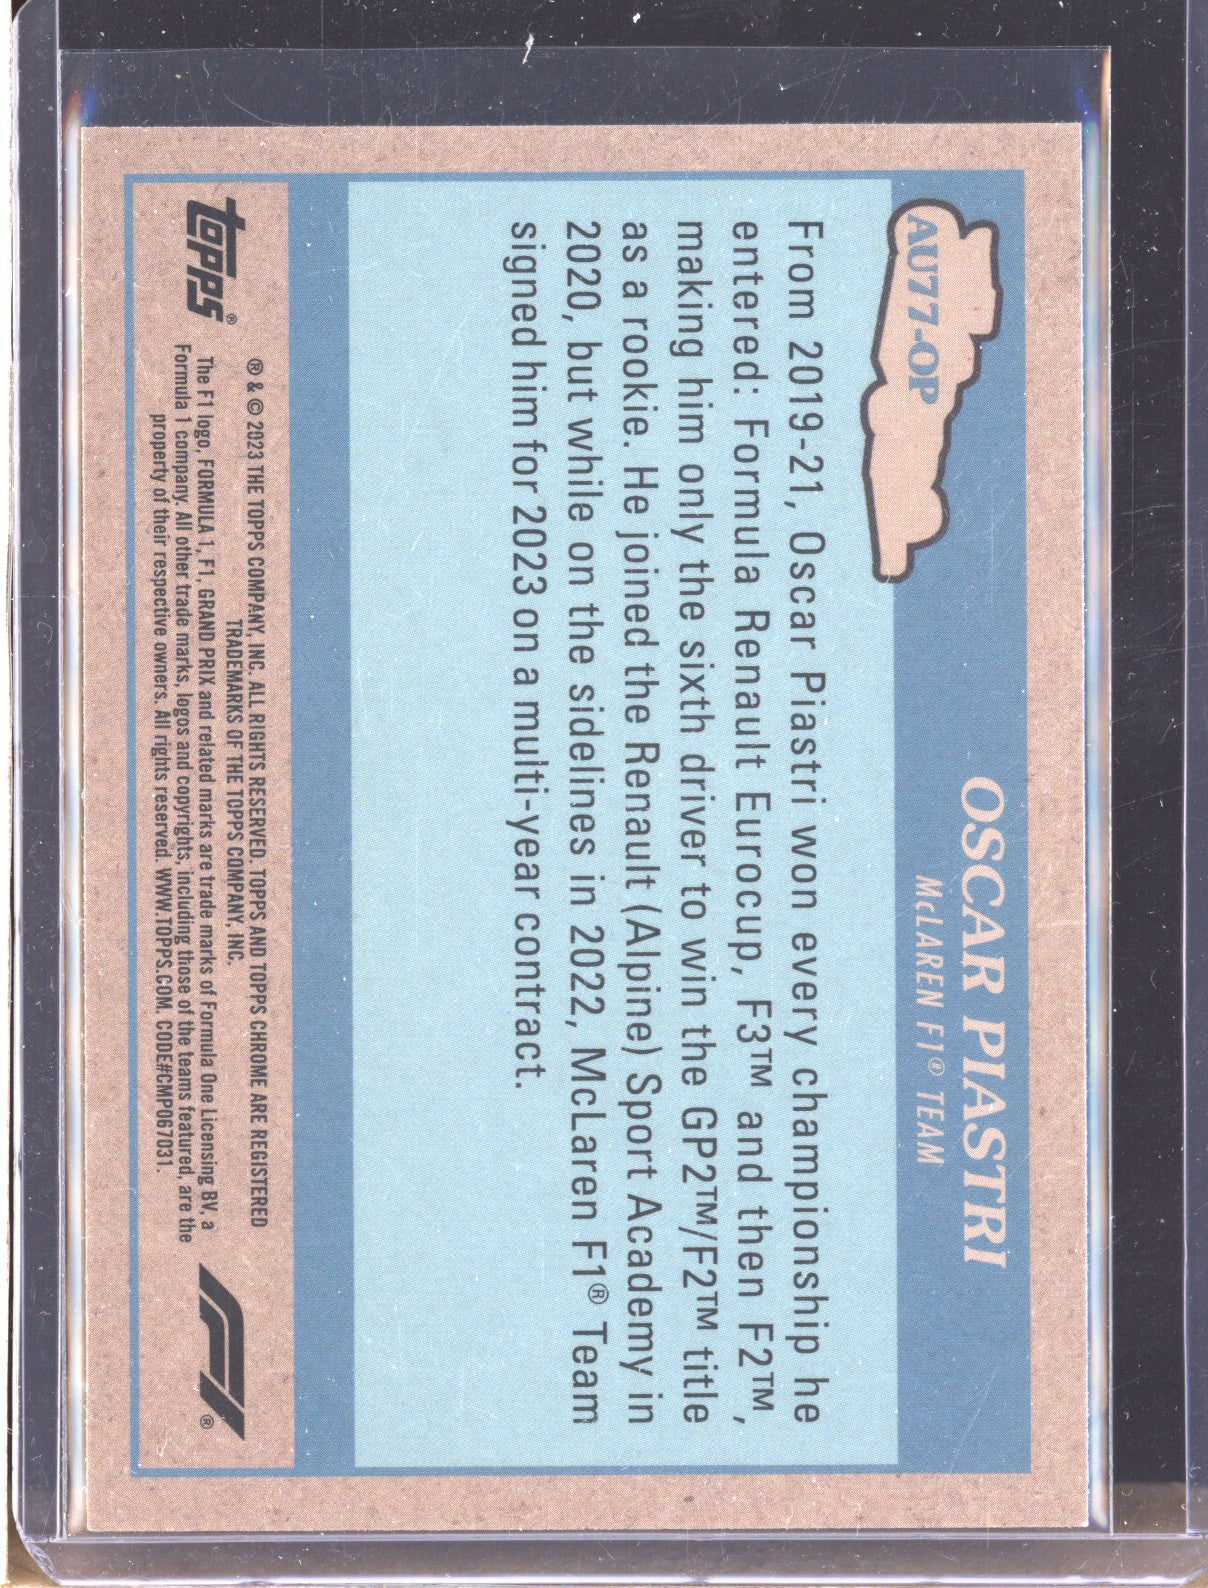 AU77-OP
OSCAR PIASTRI
McLAREN F1® TEAM
From 2019-21, Oscar Piastri won every championship he
entered: Formula Renault Eurocup, F3™ and then F2™,
making him only the sixth driver to win the GP2™/F2™ title
as a rookie. He joined the Renault (Alpine) Sport Academy in
2020, but while on the sidelines in 2022, McLaren F1® Team
signed him for 2023 on a multi-year contract.
topps®
® & © 2023 THE TOPPS COMPANY, INC. ALL RIGHTS RESERVED. TOPPS AND TOPPS CHROME ARE REGISTERED
TRADEMARKS OF THE TOPPS COMPANY, INC.
The F1 logo, FORMULA 1, F1, GRAND PRIX and related marks are trade marks of Formula One Licensing BV, a
Formula 1 company. All other trade marks, logos and copyrights, including those of the teams featured, are the
property of their respective owners. All rights reserved. WWW.TOPPS.COM. CODE#CMP067031.
F1®